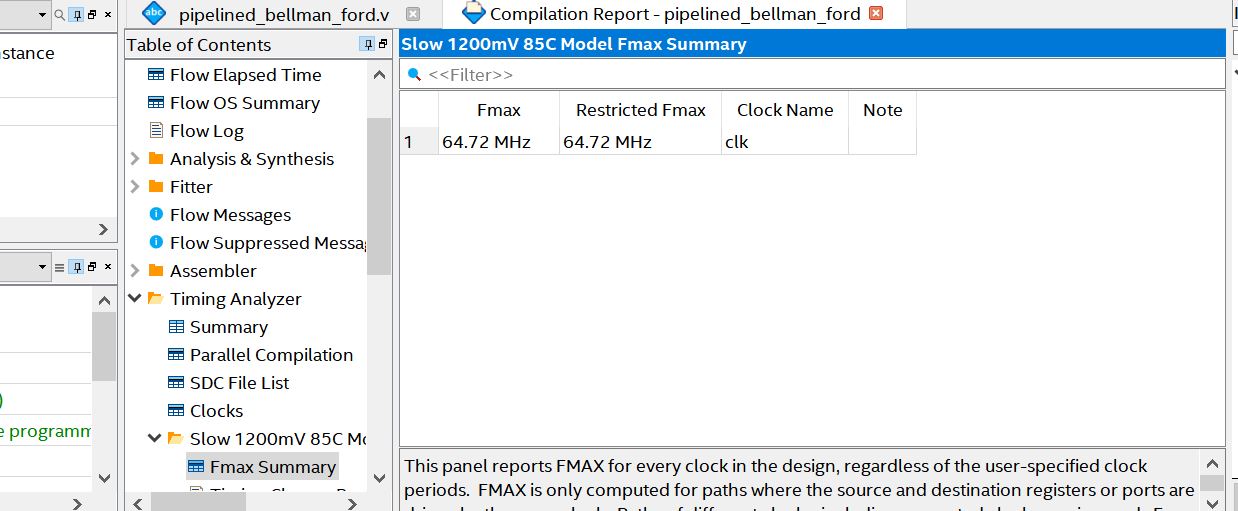 pipelined_bellman_ford.v
Compilation Report - pipelined_bellman_ford
stance
Table of Contents
Flow Elapsed Time
Flow OS Summary
Flow Log
Analysis & Synthesis
Fitter
Flow Messages
Flow Suppressed Messa
Assembler
Timing Analyzer
Summary
Parallel Compilation
SDC File List
Clocks
Slow 1200mV 85C Mo
Fmax Summary
)
e programm
Slow 1200mV 85C Model Fmax Summary
<<Filter>>
Fmax Restricted Fmax Clock Name Note
1 64.72 MHz 64.72 MHz clk
This panel reports FMAX for every clock in the design, regardless of the user-specified clock
periods. FMAX is only computed for paths where the source and destination registers or ports are